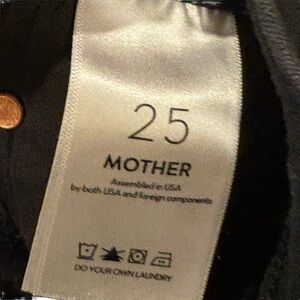 25
MOTHER
Assembled in USA
by both USA and foreign components
DO YOUR OWN LAUNDRY